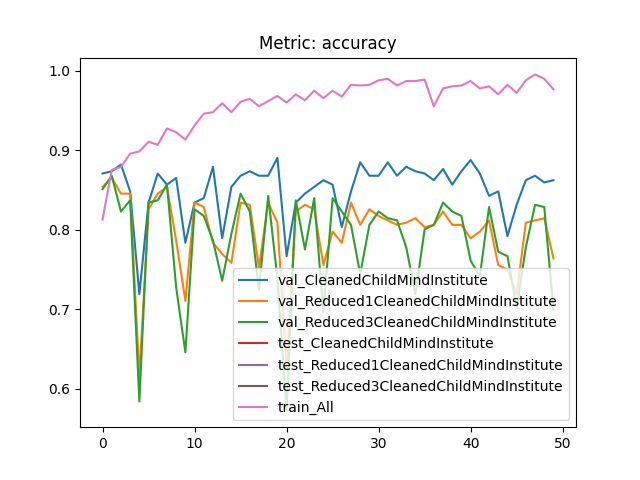 Metric: accuracy
1.0
0.9
0.8
0.7
0.6
0
10
20
30
40
50
val_CleanedChildMindInstitute
val_Reduced1CleanedChildMindInstitute
val_Reduced3CleanedChildMindInstitute
test_CleanedChildMindInstitute
test_Reduced1CleanedChildMindInstitute
test_Reduced3CleanedChildMindInstitute
train_All